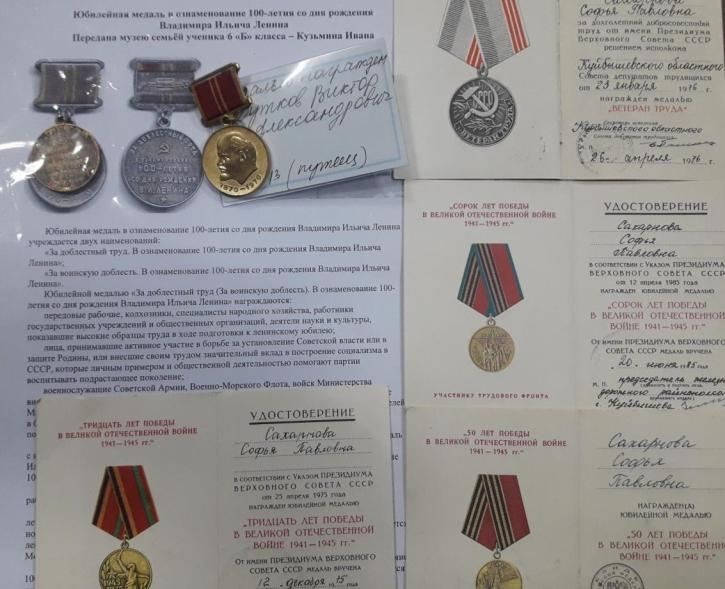 Юбилейная медаль в ознаменование 100-летия со дня рождения
Владимира Ильича Ленина
Передана музею семьёй ученика 6 «Б» класса – Кузьмина Ивана
награжден
Виктор
Александрович
13 (путеец)
ЗА ДОБЛЕСТНЫЙ ТРУД
В ОЗНАМЕНОВАНИЕ
100-ЛЕТИЯ
СО ДНЯ РОЖДЕНИЯ
В.И.ЛЕНИНА
1870-1970
Юбилейная медаль в ознаменование 100-летия со дня рождения Владимира Ильича Ленина
учреждается двух наименований:
«За доблестный труд. В ознаменование 100-летия со дня рождения Владимира Ильича
Ленина»;
«За воинскую доблесть. В ознаменование 100-летия со дня рождения Владимира Ильича
Ленина».
Юбилейной медалью «За доблестный труд (За воинскую доблесть). В ознаменование 100-
летия со дня рождения Владимира Ильича Ленина» награждаются:
передовые рабочие, колхозники, специалисты народного хозяйства, работники
государственных учреждений и общественных организаций, деятели науки и культуры,
показавшие высокие образцы труда в ходе подготовки к ленинскому юбилею;
лица, принимавшие активное участие в борьбе за установление Советской власти или в
защите Родины, или внесшие своим трудом значительный вклад в построение социализма в
СССР, которые личным примером и общественной деятельностью помогают партии
воспитывать подрастающее поколение;
военнослужащие Советской Армии, Военно-Морского Флота, войск Министерства
СССР
Софья Павловна
за долголетний добросовестный
труд от имени Президиума
Верховного Совета СССР
решением исполкома
Куйбышевского областного
Совета депутатов трудящихся
от 23 января 1976 г.
награжден медалью
"ВЕТЕРАН ТРУДА"
Куйбышевского областного
26 апреля 1976
„СОРОК ЛЕТ ПОБЕДЫ
В ВЕЛИКОЙ ОТЕЧЕСТВЕННОЙ ВОЙНЕ
1941—1945 гг."
УЧАСТНИКУ ТРУДОВОГО ФРОНТА
УДОСТОВЕРЕНИЕ
Сахарнова
Софья
Павловна
В СООТВЕТСТВИИ С УКАЗОМ ПРЕЗИДИУМА
ВЕРХОВНОГО СОВЕТА СССР
от 12 апреля 1985 года
НАГРАЖДЕН ЮБИЛЕЙНОЙ МЕДАЛЬЮ
„СОРОК ЛЕТ ПОБЕДЫ
В ВЕЛИКОЙ ОТЕЧЕСТВЕННОЙ
ВОЙНЕ 1941—1945 гг."
ОТ ИМЕНИ ПРЕЗИДИУМА ВЕРХОВНОГО
СОВЕТА СССР МЕДАЛЬ ВРУЧЕНА
20 июня 1985 г.
М. П.
председатель
г. Куйбышева
„ТРИДЦАТЬ ЛЕТ ПОБЕДЫ
В ВЕЛИКОЙ ОТЕЧЕСТВЕННОЙ ВОЙНЕ
1941—1945 гг."
УДОСТОВЕРЕНИЕ
Сахарнова
Софья Павловна
В СООТВЕТСТВИИ С УКАЗОМ ПРЕЗИДИУМА
ВЕРХОВНОГО СОВЕТА СССР
от 25 апреля 1975 года
НАГРАЖДЕН ЮБИЛЕЙНОЙ МЕДАЛЬЮ
„ТРИДЦАТЬ ЛЕТ ПОБЕДЫ
В ВЕЛИКОЙ ОТЕЧЕСТВЕННОЙ
ВОЙНЕ 1941—1945 гг."
ОТ ИМЕНИ ПРЕЗИДИУМА ВЕРХОВНОГО
СОВЕТА СССР МЕДАЛЬ ВРУЧЕНА
12 декабря 1975 года
„50 ЛЕТ ПОБЕДЫ
В ВЕЛИКОЙ ОТЕЧЕСТВЕННОЙ ВОЙНЕ
1941—1945 гг."
Сахарнова
Софья
Павловна
НАГРАЖДЕН(А)
ЮБИЛЕЙНОЙ МЕДАЛЬЮ
„50 ЛЕТ ПОБЕДЫ
В ВЕЛИКОЙ ОТЕЧЕСТВЕННОЙ
ВОЙНЕ 1941—1945 гг."